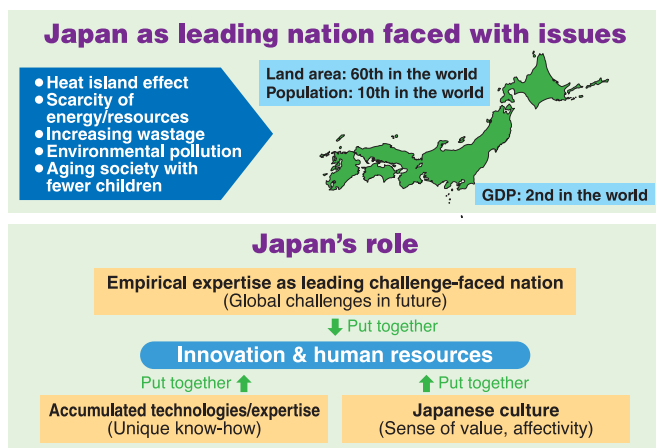 Japan as leading nation faced with issues
● Heat island effect
● Scarcity of
energy/resources
● Increasing wastage
● Environmental pollution
● Aging society with
fewer children
Land area: 60th in the world
Population: 10th in the world
GDP: 2nd in the world
Japan's role
Empirical expertise as leading challenge-faced nation
(Global challenges in future)
Put together
Innovation & human resources
Put together
Put together
Accumulated technologies/expertise
(Unique know-how)
Japanese culture
(Sense of value, affectivity)